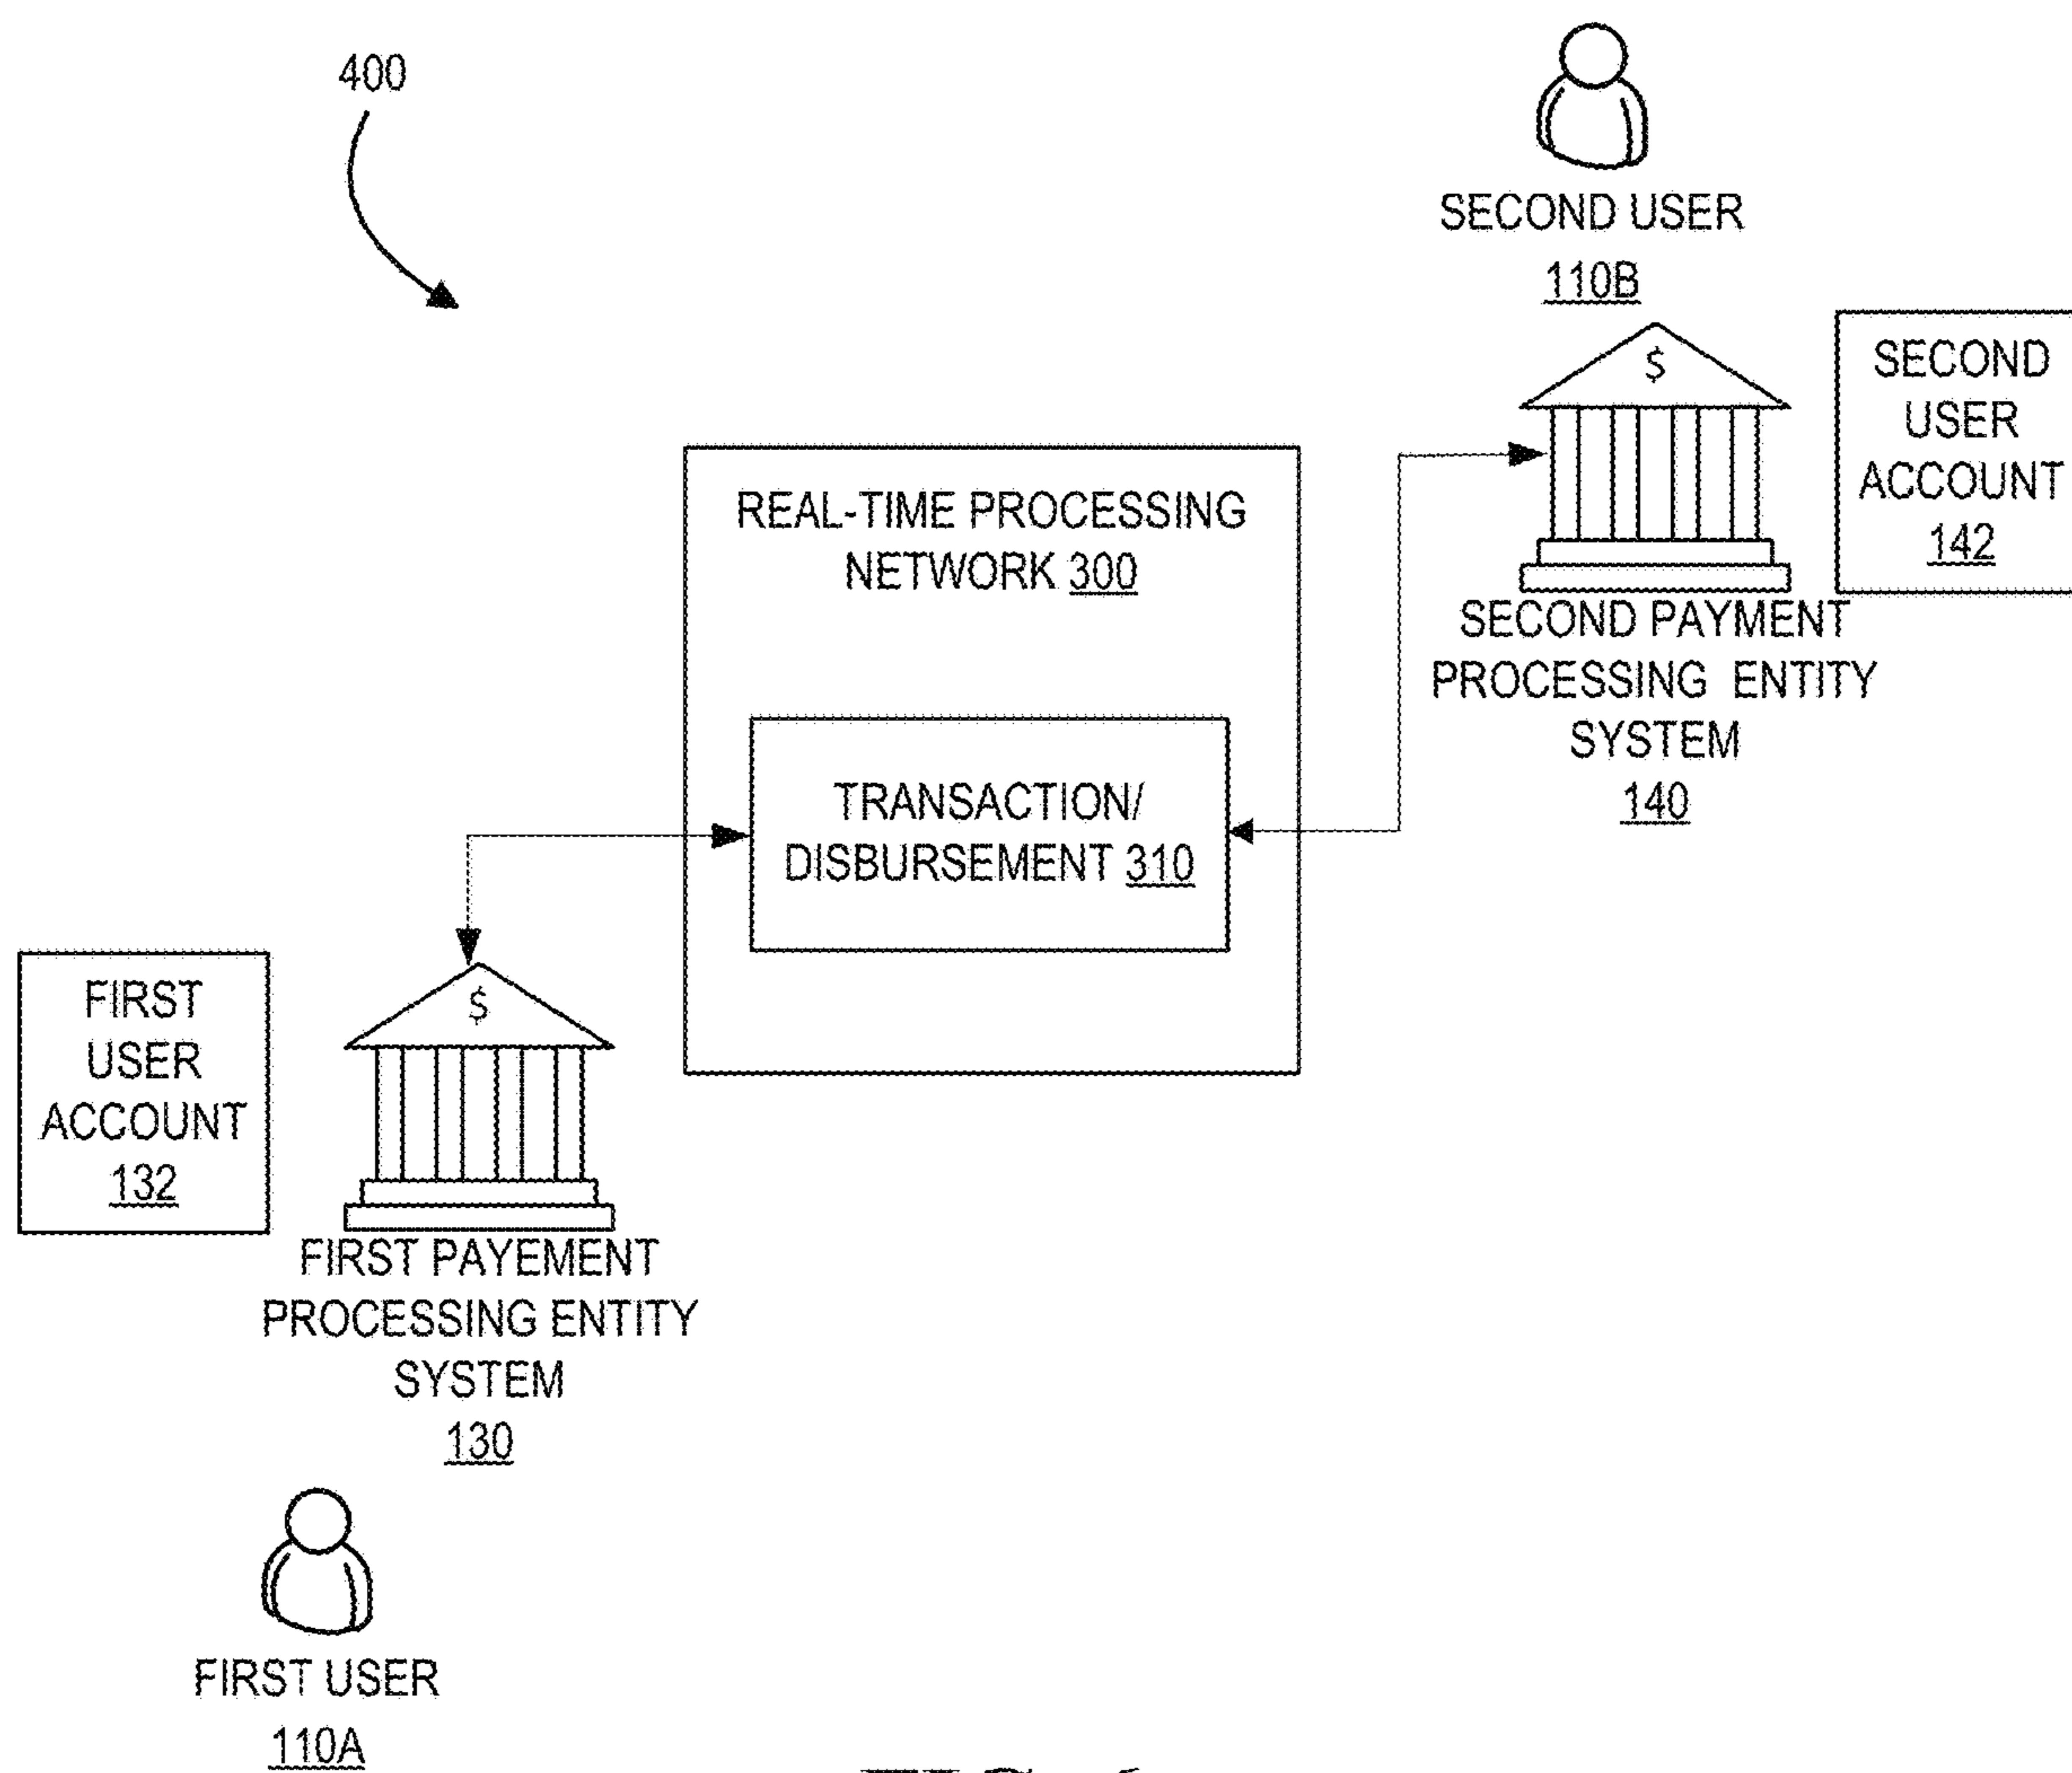 400
SECOND USER
110B
$
SECOND
USER
ACCOUNT
142
SECOND PAYMENT
PROCESSING ENTITY
SYSTEM
140
REAL-TIME PROCESSING
NETWORK 300
TRANSACTION/
DISBURSEMENT 310
FIRST
USER
ACCOUNT
132
$
FIRST PAYEMENT
PROCESSING ENTITY
SYSTEM
130
FIRST USER
110A